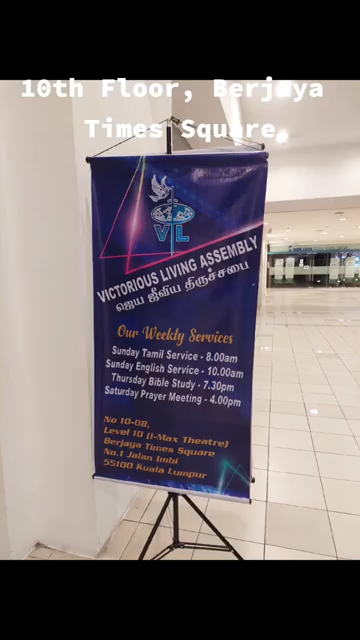 10th Floor, Berjaya
Times Square
VL
VICTORIOUS LIVING ASSEMBLY
ஜெய ஜீவிய திருச்சபை
Our Weekly Services
Sunday Tamil Service - 8.00am
Sunday English Service - 10.00am
Thursday Bible Study - 7.30pm
Saturday Prayer Meeting - 4.00pm
No 10-08,
Level 10 (I-Max Theatre)
Berjaya Times Square
No.1 Jalan Imbi
55100 Kuala Lumpur